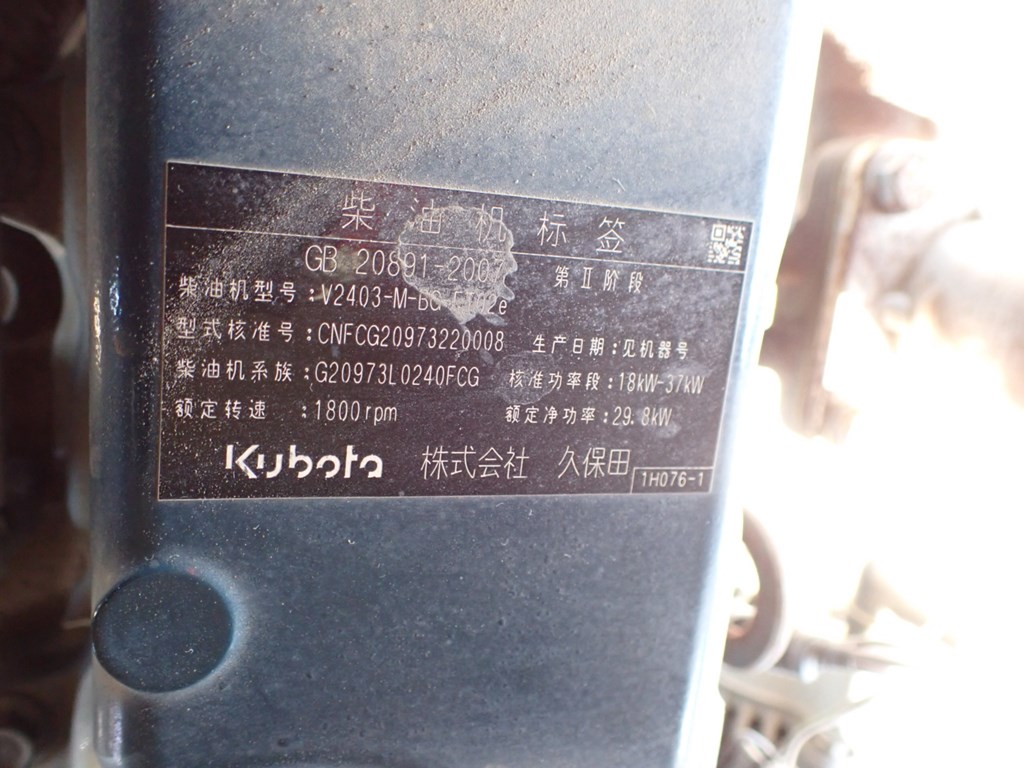 柴油机标签
GB 20891-2007 第Ⅱ阶段
柴油机型号:
型式核准号:CNFCG20973220008 生产日期:见机器号
柴油机系族:G20973L0240FCG 核准功率段:18kW-37kW
额定转速 :1800rpm 额定净功率:29.8kW
Kubota 株式会社 久保田
1H076-1